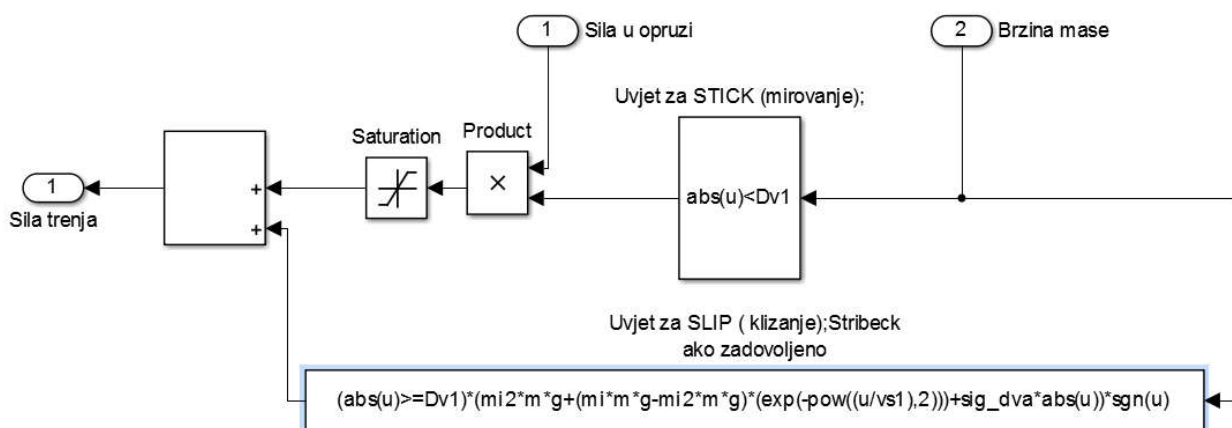 1
Sila u opruzi
2
Brzina mase
Uvjet za STICK (mirovanje);
Saturation
Product
×
abs(u)<Dv1
1
Sila trenja
+
+
Uvjet za SLIP ( klizanje);Stribeck
ako zadovoljeno
(abs(u)>=Dv1)*(mi2*m*g+(mi*m*g-mi2*m*g)*(exp(-pow((u/vs1),2)))+sig_dva*abs(u))*sgn(u)